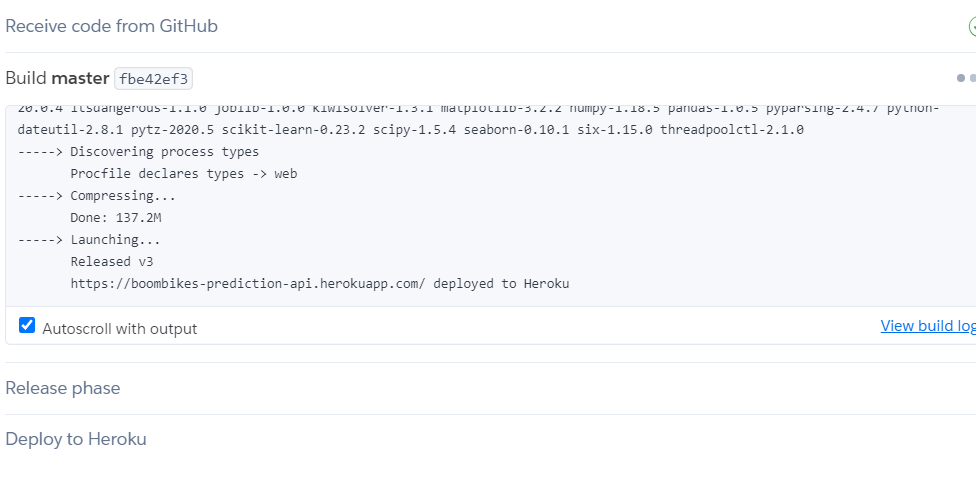 Receive code from GitHub
Build master fbe42ef3
20.0.4 itsdangerous-1.1.0 joblib-1.0.0 kiwisolver-1.3.1 matplotlib-3.2.2 numpy-1.18.5 pandas-1.0.5 pyparsing-2.4.7 python-
dateutil-2.8.1 pytz-2020.5 scikit-learn-0.23.2 scipy-1.5.4 seaborn-0.10.1 six-1.15.0 threadpoolctl-2.1.0
-----> Discovering process types
Procfile declares types -> web
-----> Compressing...
Done: 137.2M
-----> Launching...
Released v3
https://boombikes-prediction-api.herokuapp.com/ deployed to Heroku
Autoscroll with output
View build log
Release phase
Deploy to Heroku